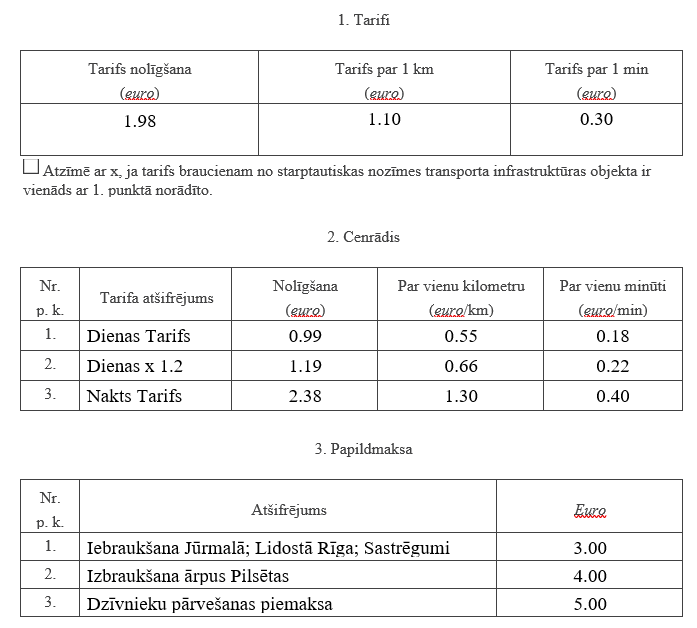 1. Tarifi
Tarifs nolīgšana
(euro)
Tarifs par 1 km
(euro)
Tarifs par 1 min
(euro)
1.98
1.10
0.30
Atzīmē ar x, ja tarifs braucienam no starptautiskas nozīmes transporta infrastruktūras objekta ir
vienāds ar 1. punktā norādīto.
2. Cenrādis
Nr.
p. k.
Tarifa atšifrējums
Nolīgšana
(euro)
Par vienu kilometru
(euro/km)
Par vienu minūti
(euro/min)
1.
Dienas Tarifs
0.99
0.55
0.18
2.
Dienas x 1.2
1.19
0.66
0.22
3.
Nakts Tarifs
2.38
1.30
0.40
3. Papildmaksa
Nr.
p. k.
Atšifrējums
Euro
1.
Iebraukšana Jūrmalā; Lidostā Rīga; Sastrēgumi
3.00
2.
Izbraukšana ārpus Pilsētas
4.00
3.
Dzīvnieku pārvešanas piemaksa
5.00